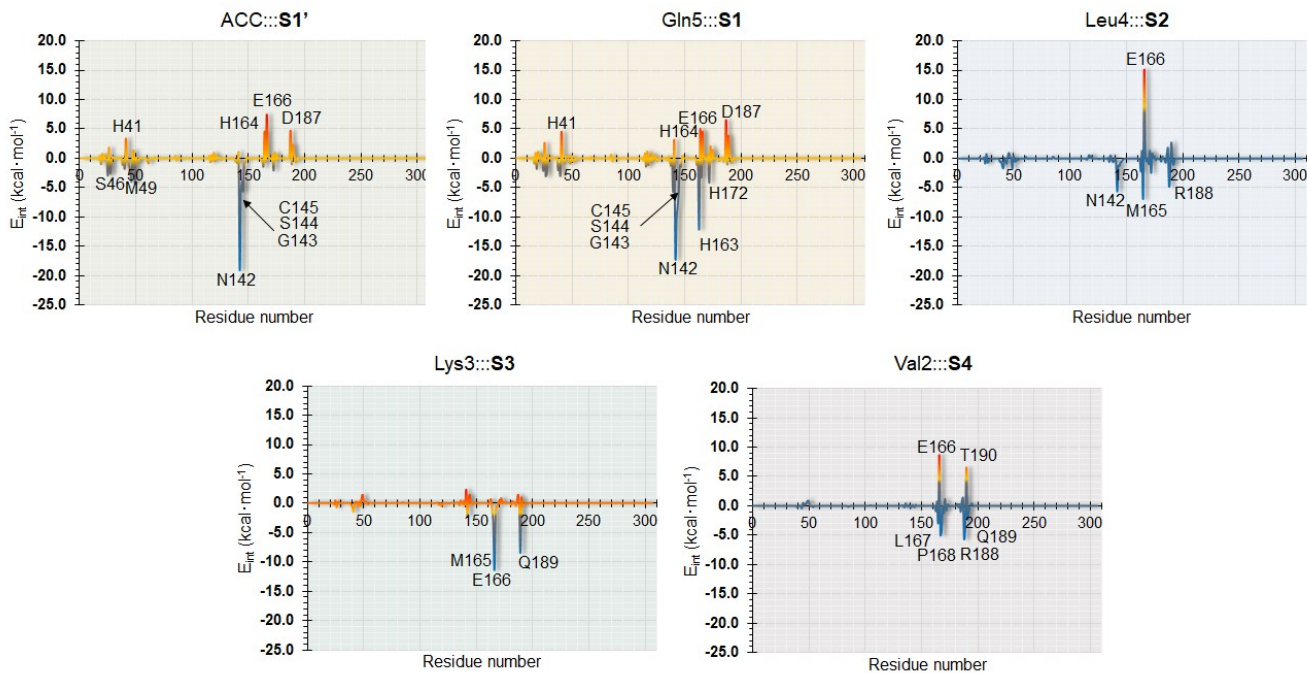 ACC:::S1’
20.0
15.0
10.0
5.0
0.0
-5.0
-10.0
-15.0
-20.0
-25.0
E_int (kcal·mol⁻¹)
0 50 100 150 200 250 300
E166
H164
D187
H41
S46
M49
C145
S144
G143
N142
Residue number
Gln5:::S1
20.0
15.0
10.0
5.0
0.0
-5.0
-10.0
-15.0
-20.0
-25.0
E_int (kcal·mol⁻¹)
0 50 100 150 200 250 300
E166
D187
H164
H41
H172
C145
S144
G143
H163
N142
Residue number
Leu4:::S2
20.0
15.0
10.0
5.0
0.0
-5.0
-10.0
-15.0
-20.0
-25.0
E_int (kcal·mol⁻¹)
0 50 100 150 200 250 300
E166
N142
R188
M165
Residue number
Lys3:::S3
20.0
15.0
10.0
5.0
0.0
-5.0
-10.0
-15.0
-20.0
-25.0
E_int (kcal·mol⁻¹)
0 50 100 150 200 250 300
M165
Q189
E166
Residue number
Val2:::S4
20.0
15.0
10.0
5.0
0.0
-5.0
-10.0
-15.0
-20.0
-25.0
E_int (kcal·mol⁻¹)
0 50 100 150 200 250 300
E166
T190
L167
Q189
P168
R188
Residue number